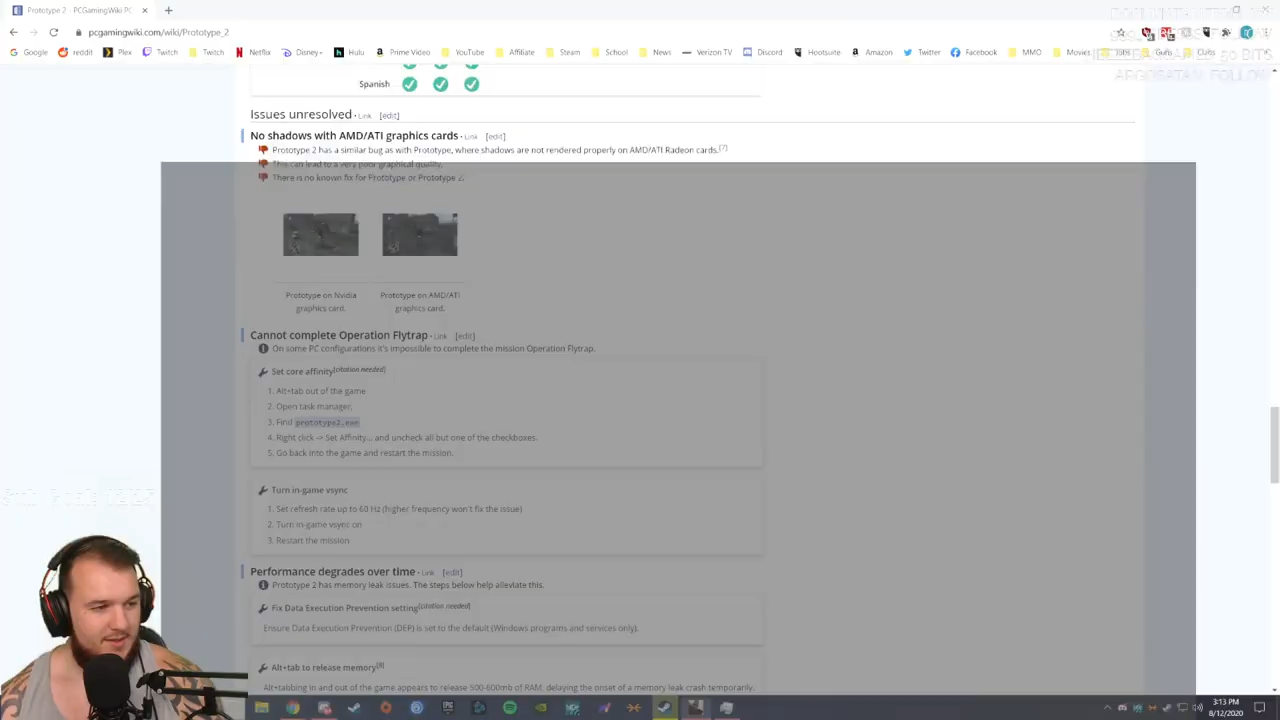 Prototype 2 - PCGamingWiki PC
pcgamingwiki.com/wiki/Prototype_2
Google reddit Plex Twitch Twitch Netflix Disney+ Hulu Prime Video YouTube Affiliate Steam School News Verizon TV Discord Hootsuite Amazon Twitter Facebook MMO Movies
Spanish
Issues unresolved · Link [edit]
No shadows with AMD/ATI graphics cards · Link [edit]
Prototype 2 has a similar bug as with Prototype, where shadows are not rendered properly on AMD/ATI Radeon cards.[7]
This can lead to a very poor graphical quality.
There is no known fix for Prototype or Prototype 2.
Prototype on Nvidia
graphics card.
Prototype on AMD/ATI
graphics card.
Cannot complete Operation Flytrap · Link [edit]
On some PC configurations it's impossible to complete the mission Operation Flytrap.
Set core affinity[citation needed]
1. Alt+tab out of the game
2. Open task manager,
3. Find prototype2.exe
4. Right click -> Set Affinity... and uncheck all but one of the checkboxes.
5. Go back into the game and restart the mission.
Turn in-game vsync
1. Set refresh rate up to 60 Hz (higher frequency won't fix the issue)
2. Turn in-game vsync on
3. Restart the mission
Performance degrades over time · Link [edit]
Prototype 2 has memory leak issues. The steps below help alleviate this.
Fix Data Execution Prevention setting[citation needed]
Ensure Data Execution Prevention (DEP) is set to the default (Windows programs and services only).
Alt+tab to release memory[8]
Alt+tabbing in and out of the game appears to release 500-600mb of RAM, delaying the onset of a memory leak crash temporarily.
3:13 PM
8/12/2020